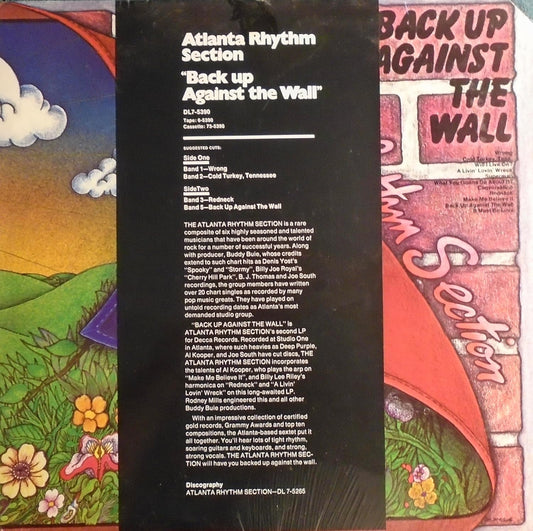 Atlanta Rhythm
Section
"Back up
Against the Wall"
DL7-5390
Tape: 6-5390
Cassette: 73-5390
SUGGESTED CUTS:
Side One
Band 1—Wrong
Band 2—Cold Turkey, Tennessee
Side Two
Band 3—Redneck
Band 5—Back Up Against The Wall
THE ATLANTA RHYTHM SECTION is a rare
composite of six highly seasoned and talented
musicians that have been around the world of
rock for a number of successful years. Along
with producer, Buddy Buie, whose credits
extend to such chart hits as Denis Yost's
"Spooky" and "Stormy", Billy Joe Royal's
"Cherry Hill Park", B. J. Thomas and Joe South
recordings, the group members have written
over 20 chart singles as recorded by many
pop music greats. They have played on
untold recording dates as Atlanta's most
demanded studio group.
"BACK UP AGAINST THE WALL" is
ATLANTA RHYTHM SECTION's second LP
for Decca Records. Recorded at Studio One
in Atlanta, where such heavies as Deep Purple,
Al Kooper, and Joe South have cut discs, THE
ATLANTA RHYTHM SECTION incorporates
the talents of Al Kooper, who plays the arp on
"Make Me Believe It", and Billy Lee Riley's
harmonica on "Redneck" and "A Livin'
Lovin' Wreck" on this long-awaited LP.
Rodney Mills engineered this and all other
Buddy Buie productions.
With an impressive collection of certified
gold records, Grammy Awards and top ten
compositions, the Atlanta-based sextet put it
all together. You'll hear lots of tight rhythm,
soaring guitars and keyboards, and strong,
strong vocals. THE ATLANTA RHYTHM SEC-
TION will have you backed up against the wall.
Discography
ATLANTA RHYTHM SECTION—DL 7-5265
BACK UP
AGAINST
THE
WALL
Wrong
Cold Turkey, Tenn.
Will I Live On?
A Livin' Lovin' Wreck
Superman
What You Gonna Do About It?
Conversation
Redneck
Make Me Believe It
Back Up Against The Wall
It Must Be Love
Section